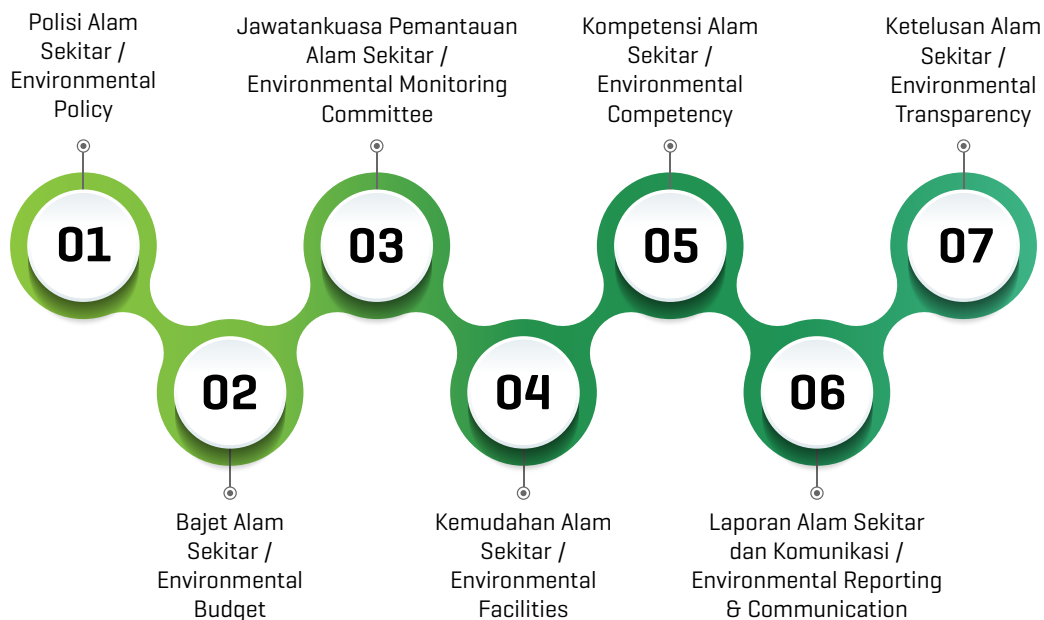 Polisi Alam
Sekitar /
Environmental
Policy
01
Bajet Alam
Sekitar /
Environmental
Budget
02
Jawatankuasa Pemantauan
Alam Sekitar /
Environmental Monitoring
Committee
03
Kemudahan Alam
Sekitar /
Environmental
Facilities
04
Kompetensi Alam
Sekitar /
Environmental
Competency
05
Laporan Alam Sekitar
dan Komunikasi /
Environmental Reporting
& Communication
06
Ketelusan Alam
Sekitar /
Environmental
Transparency
07